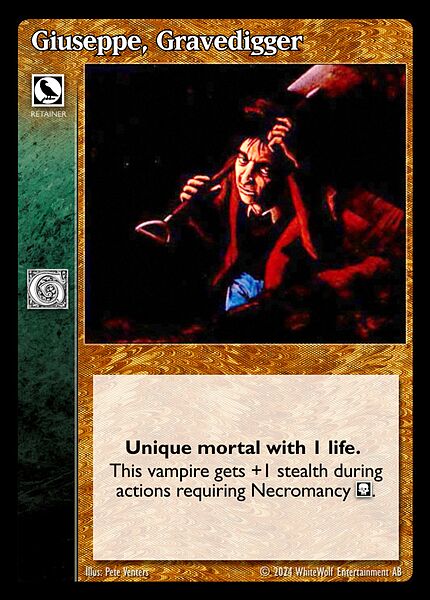 Giuseppe, Gravedigger
RETAINER
Unique mortal with 1 life.
This vampire gets +1 stealth during
actions requiring Necromancy .
Illus: Pete Venters
© 2024 WhiteWolf Entertainment AB